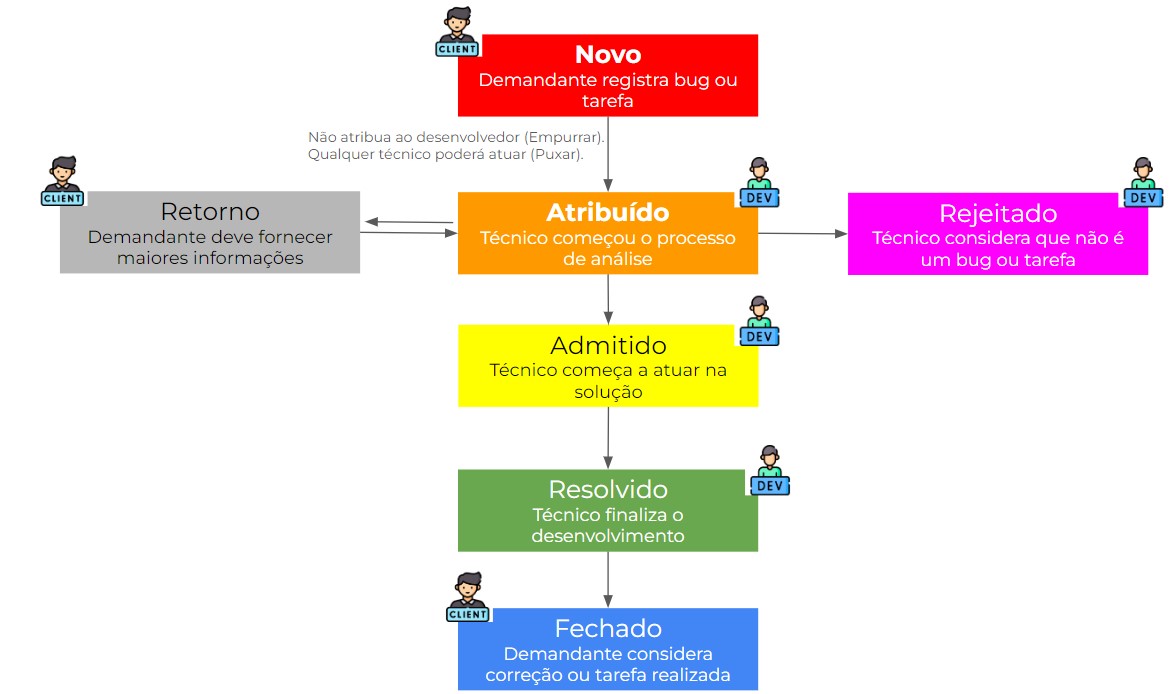 CLIENT
Novo
Demandante registra bug ou
tarefa
Não atribua ao desenvolvedor (Empurrar).
Qualquer técnico poderá atuar (Puxar).
CLIENT
Retorno
Demandante deve fornecer
maiores informações
DEV
Atribuído
Técnico começou o processo
de análise
DEV
Rejeitado
Técnico considera que não é
um bug ou tarefa
DEV
Admitido
Técnico começa a atuar na
solução
DEV
Resolvido
Técnico finaliza o
desenvolvimento
CLIENT
Fechado
Demandante considera
correção ou tarefa realizada